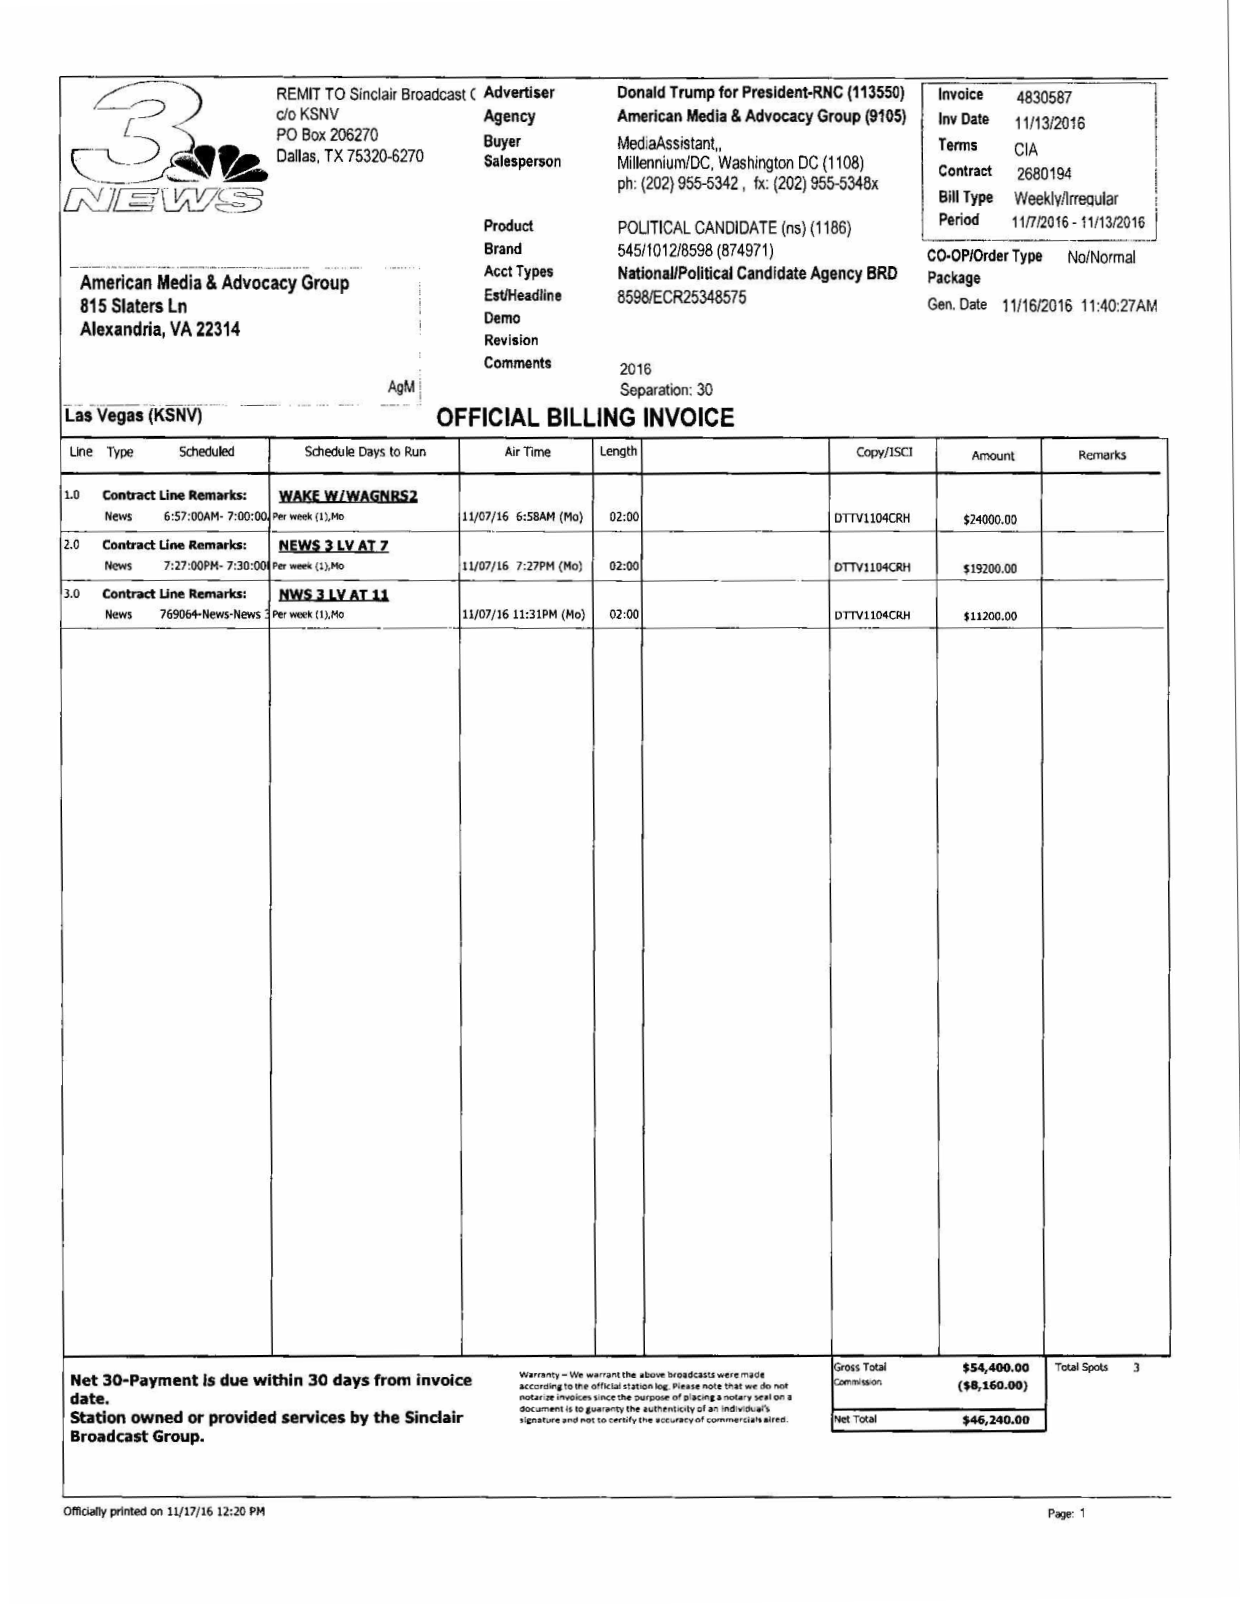 3
NEWS
REMIT TO Sinclair Broadcast (
c/o KSNV
PO Box 206270
Dallas, TX 75320-6270
American Media & Advocacy Group
815 Slaters Ln
Alexandria, VA 22314
AgM
Advertiser Donald Trump for President-RNC (113550)
Agency American Media & Advocacy Group (9105)
Buyer MediaAssistant,,
Salesperson Millennium/DC, Washington DC (1108)
ph: (202) 955-5342 , fx: (202) 955-5348x
Product POLITICAL CANDIDATE (ns) (1186)
Brand 545/1012/8598 (874971)
Acct Types National/Political Candidate Agency BRD
Est/Headline 8598/ECR25348575
Demo
Revision
Comments 2016
Separation: 30
Invoice 4830587
Inv Date 11/13/2016
Terms CIA
Contract 2680194
Bill Type Weekly/Irregular
Period 11/7/2016 - 11/13/2016
CO-OP/Order Type No/Normal
Package
Gen. Date 11/16/2016 11:40:27AM
Las Vegas (KSNV) OFFICIAL BILLING INVOICE
Line Type Scheduled Schedule Days to Run Air Time Length Copy/ISCI Amount Remarks
1.0 Contract Line Remarks: WAKE W/WAGNRS2
News 6:57:00AM- 7:00:00 Per week (1),Mo 11/07/16 6:58AM (Mo) 02:00 DTTV1104CRH $24000.00
2.0 Contract Line Remarks: NEWS 3 LV AT 7
News 7:27:00PM- 7:30:00 Per week (1),Mo 11/07/16 7:27PM (Mo) 02:00 DTTV1104CRH $19200.00
3.0 Contract Line Remarks: NWS 3 LV AT 11
News 769064-News-News 3 Per week (1),Mo 11/07/16 11:31PM (Mo) 02:00 DTTV1104CRH $11200.00
Net 30-Payment is due within 30 days from invoice
date.
Station owned or provided services by the Sinclair
Broadcast Group.
Warranty – We warrant the above broadcasts were made
according to the official station log. Please note that we do not
notarize invoices since the purpose of placing a notary seal on a
document is to guaranty the authenticity of an individual's
signature and not to certify the accuracy of commercials aired.
Gross Total $54,400.00 Total Spots 3
Commission ($8,160.00)
Net Total $46,240.00
Officially printed on 11/17/16 12:20 PM Page: 1